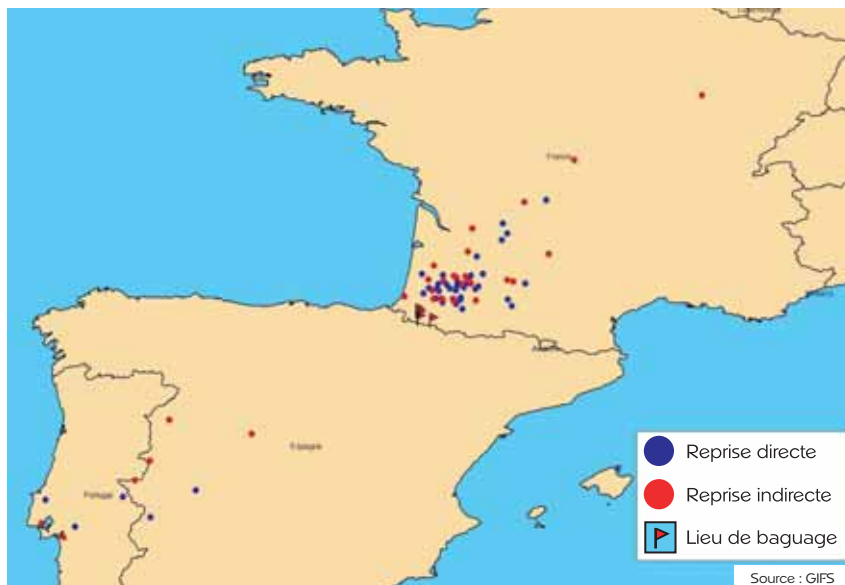 France
Espagne
Portugal
Reprise directe
Reprise indirecte
Lieu de baguage
Source : GIFS